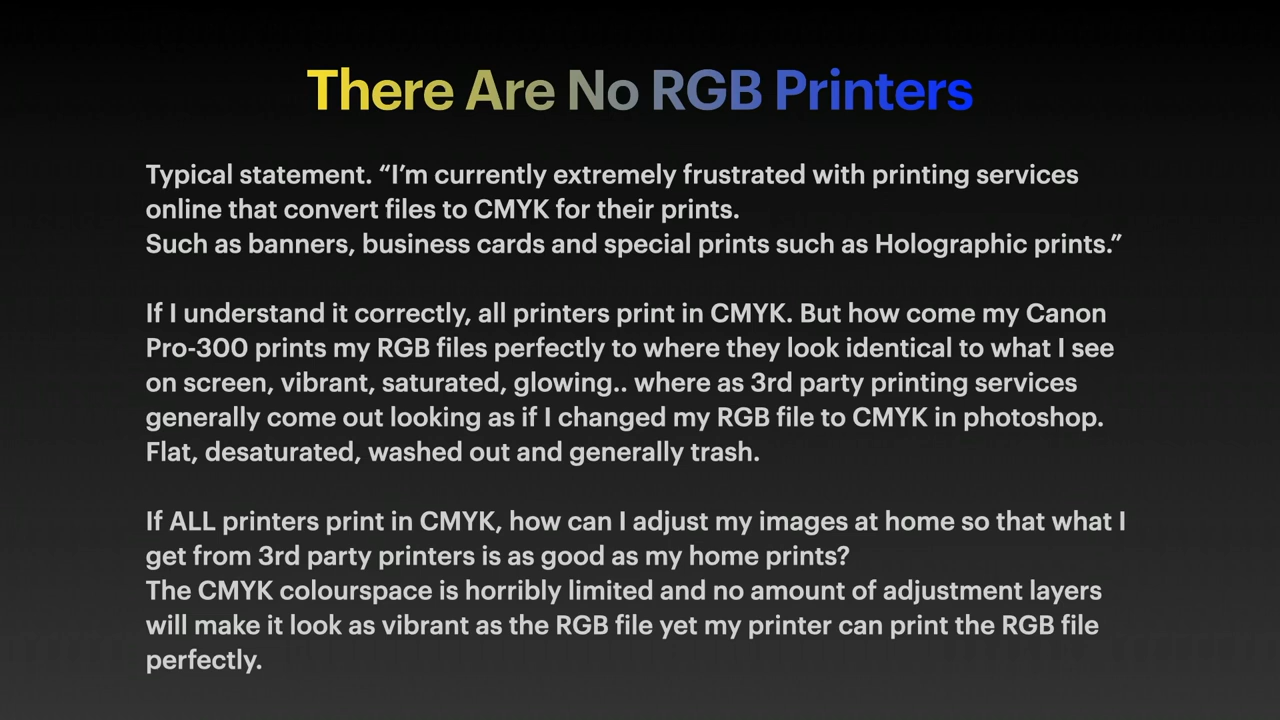 There Are No RGB Printers
Typical statement. “I’m currently extremely frustrated with printing services
online that convert files to CMYK for their prints.
Such as banners, business cards and special prints such as Holographic prints.”
If I understand it correctly, all printers print in CMYK. But how come my Canon
Pro-300 prints my RGB files perfectly to where they look identical to what I see
on screen, vibrant, saturated, glowing.. where as 3rd party printing services
generally come out looking as if I changed my RGB file to CMYK in photoshop.
Flat, desaturated, washed out and generally trash.
If ALL printers print in CMYK, how can I adjust my images at home so that what I
get from 3rd party printers is as good as my home prints?
The CMYK colourspace is horribly limited and no amount of adjustment layers
will make it look as vibrant as the RGB file yet my printer can print the RGB file
perfectly.